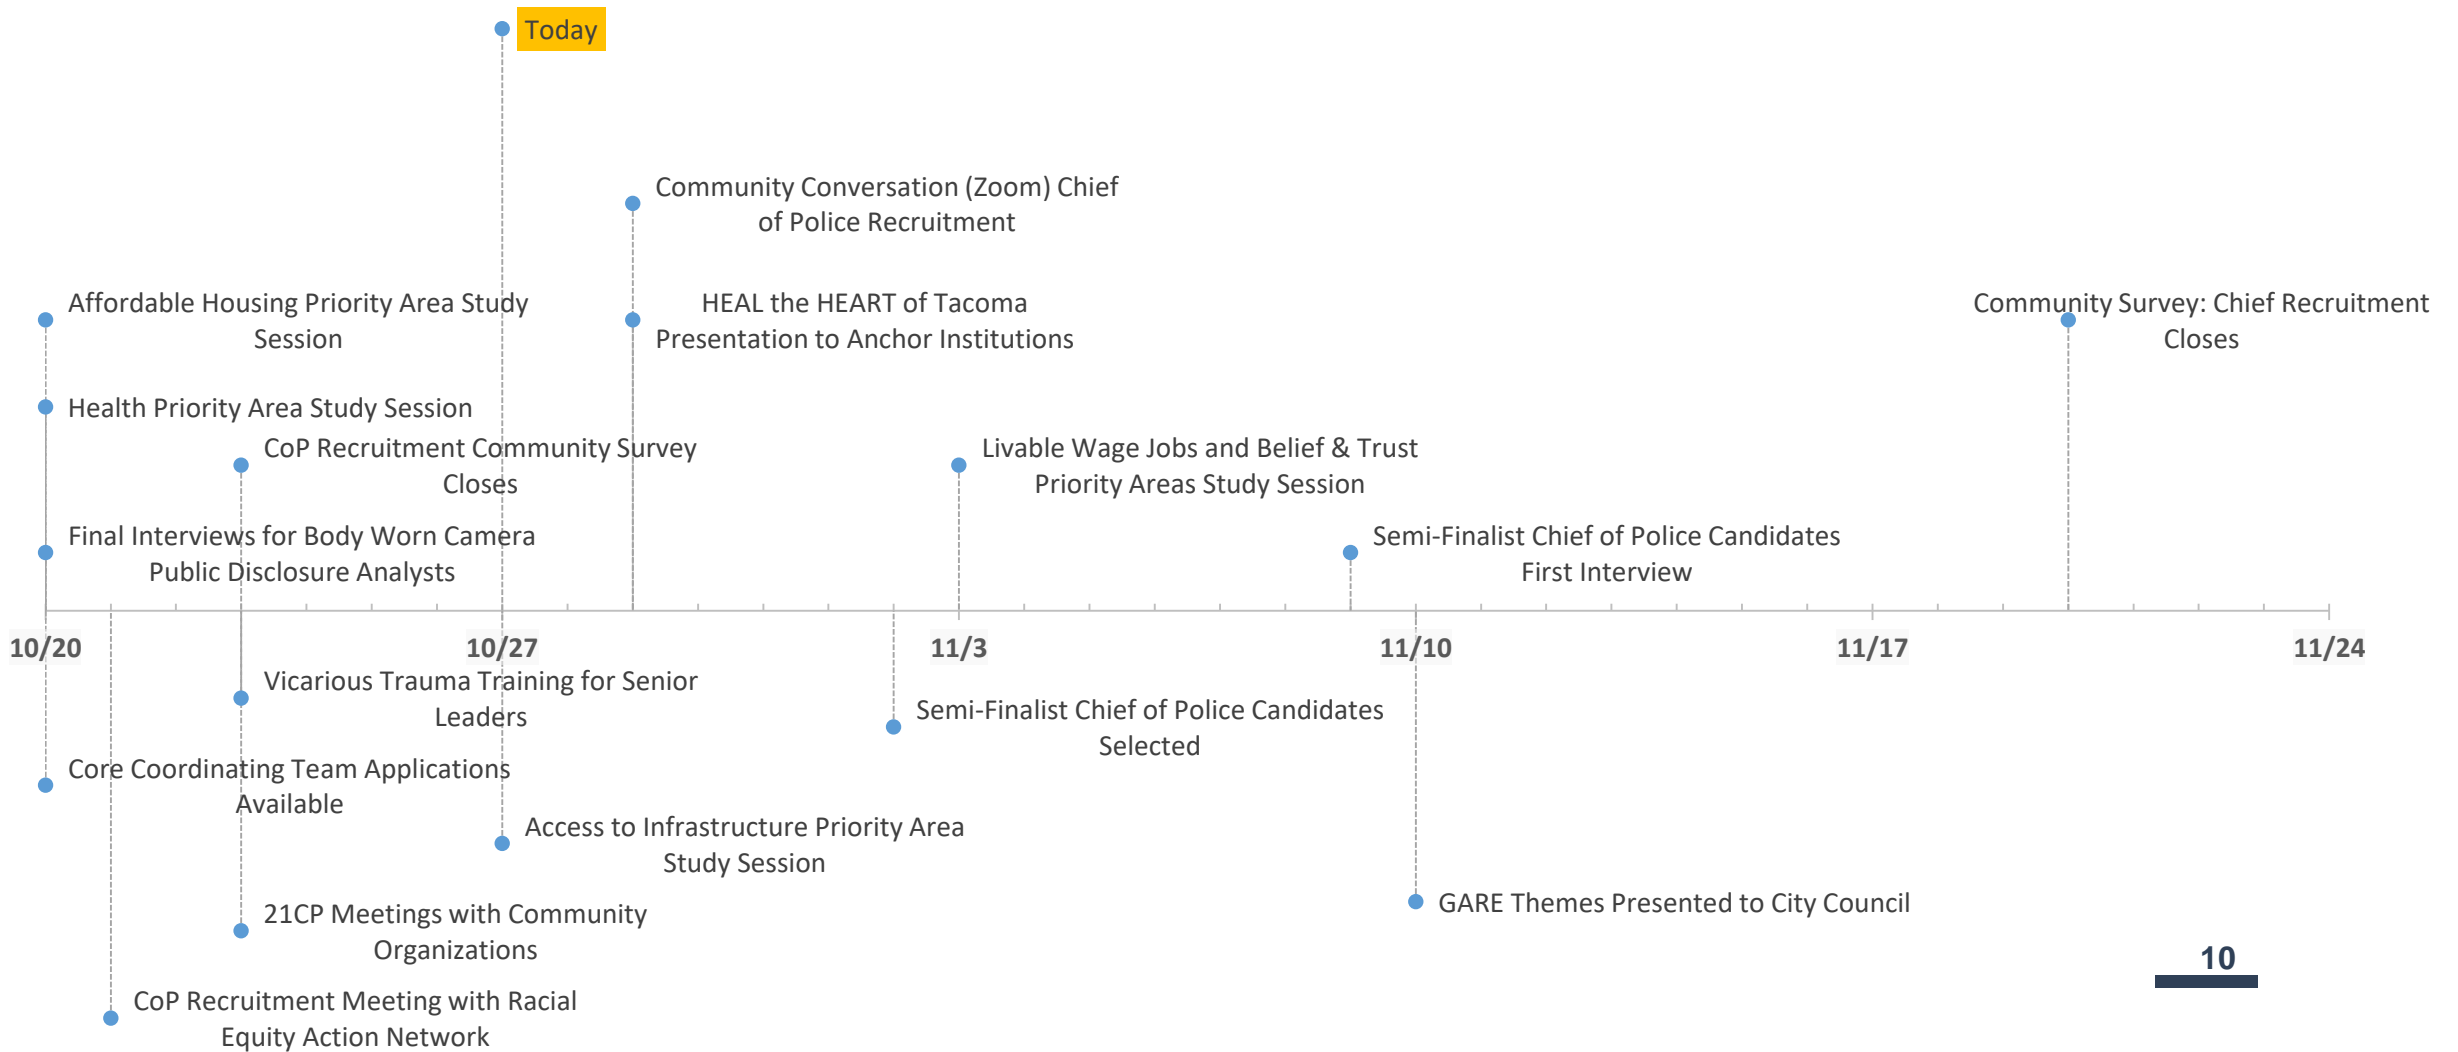 Today
Community Conversation (Zoom) Chief
of Police Recruitment
Affordable Housing Priority Area Study
Session
HEAL the HEART of Tacoma
Presentation to Anchor Institutions
Community Survey: Chief Recruitment
Closes
Health Priority Area Study Session
CoP Recruitment Community Survey
Closes
Livable Wage Jobs and Belief & Trust
Priority Areas Study Session
Final Interviews for Body Worn Camera
Public Disclosure Analysts
Semi-Finalist Chief of Police Candidates
First Interview
10/20
10/27
11/3
11/10
11/17
11/24
Vicarious Trauma Training for Senior
Leaders
Semi-Finalist Chief of Police Candidates
Selected
Core Coordinating Team Applications
Available
Access to Infrastructure Priority Area
Study Session
21CP Meetings with Community
Organizations
GARE Themes Presented to City Council
10
CoP Recruitment Meeting with Racial
Equity Action Network